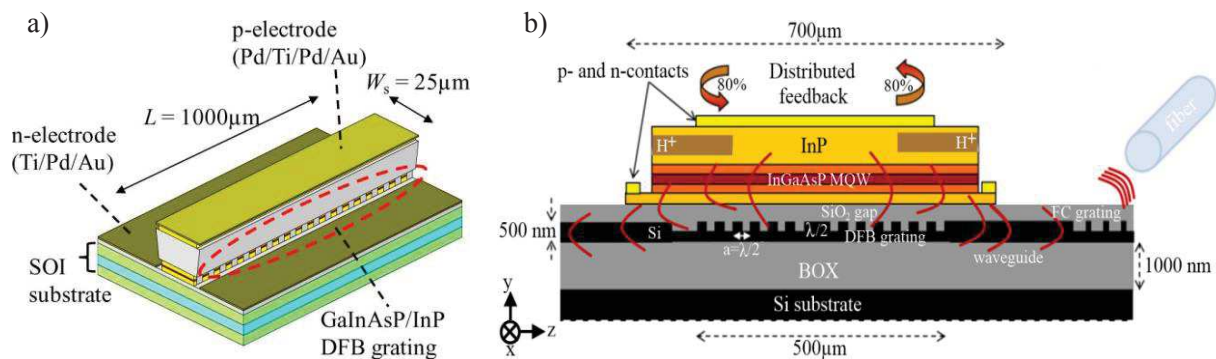 a)
p-electrode
(Pd/Ti/Pd/Au)
Wₛ = 25µm
L = 1000µm
n-electrode
(Ti/Pd/Au)
SOI
substrate
GaInAsP/InP
DFB grating
b)
700µm
p- and n-contacts
80%
Distributed
feedback
80%
fiber
H⁺
InP
H⁺
InGaAsP MQW
SiO₂ gap
FC grating
500 nm
Si
λ/2
DFB grating
a=λ/2
waveguide
BOX
1000 nm
Si substrate
y
x
z
500µm